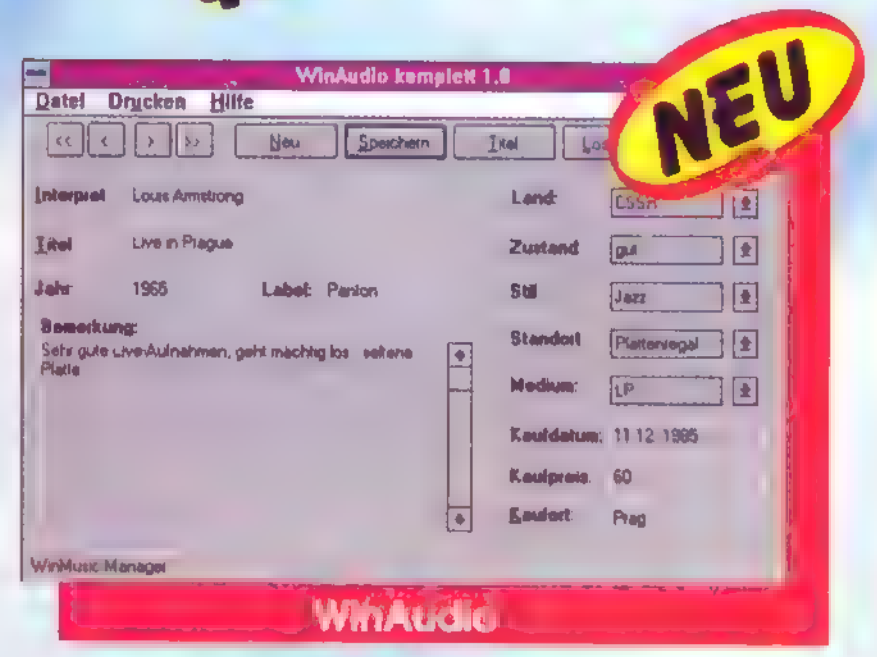 WinAudio komplett 1.0
NEU
Datei Drucken Hilfe
<< < > >> Neu Speichern Titel
Interpret Louis Armstrong Land: CSSR
Titel Live in Prague Zustand gut
Jahr 1965 Label: Panton Stil Jazz
Bemerkung:
Sehr gute Live-Aufnahmen, geht mächtig los seltene
Platte
Standort Plattenregal
Medium: LP
Kaufdatum: 11.12.1985
Kaufpreis: 60
Kaufort: Prag
WinMusic Manager
WinAudio